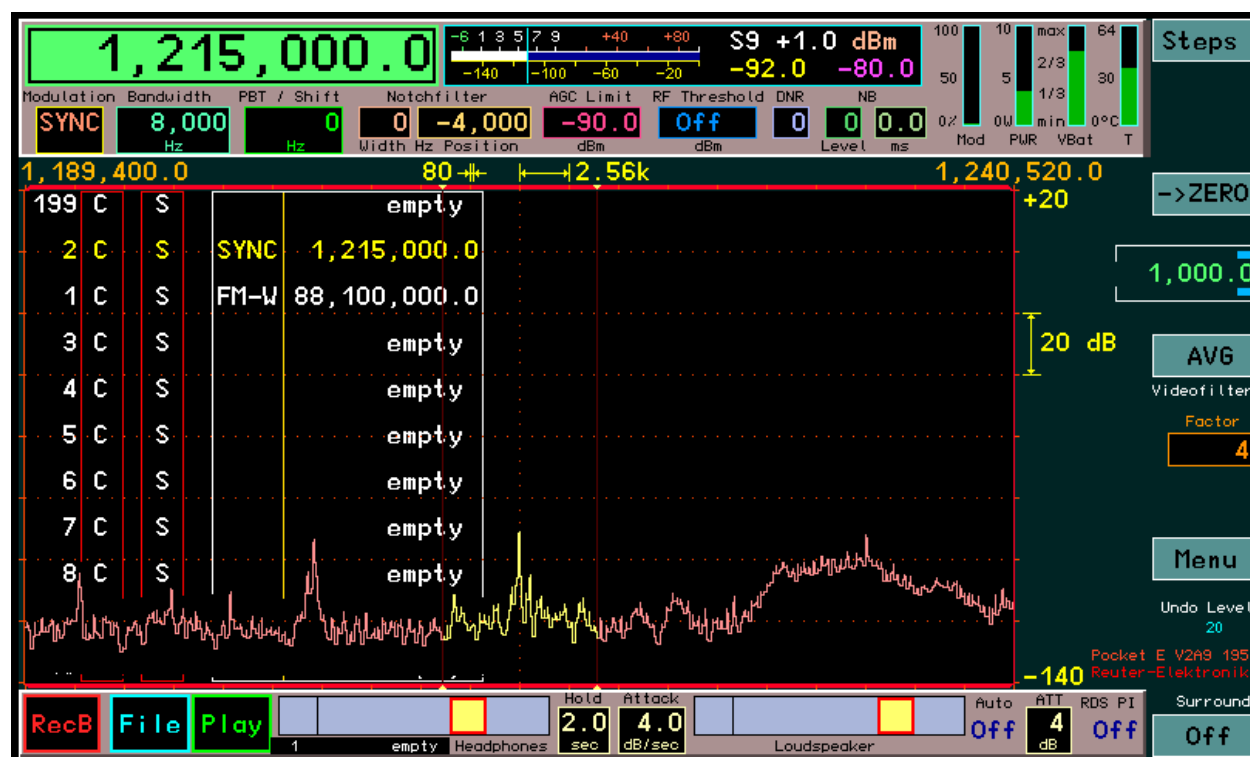 1,215,000.0
-6 1 3 5 7 9 +40 +80
-140 -100 -60 -20
S9 +1.0 dBm
-92.0 -80.0
100 50 0% Mod
10 5 0W PWR
max 2/3 1/3 min VBat
64 30 0°C T
Steps
Modulation Bandwidth PBT / Shift Notchfilter AGC Limit RF Threshold DNR NB
SYNC 8,000 0 0 -4,000 -90.0 Off 0 0 0.0
Hz Hz Width Hz Position dBm dBm Level ms
1,189,400.0 80 2.56k 1,240,520.0
+20
->ZERO
199 C S empty
2 C S SYNC 1,215,000.0
1,000.0
1 C S FM-W 88,100,000.0
3 C S empty
20 dB
AVG
4 C S empty
Videofilter
Factor
4
5 C S empty
6 C S empty
7 C S empty
8 C S empty
Menu
Undo Level
20
Pocket E V2A9 195
Reuter-Elektronik
-140
RecB File Play
1 empty Headphones
Hold Attack
2.0 4.0
sec dB/sec
Loudspeaker
Auto ATT RDS PI
Off 4 Off
dB
Surround
Off